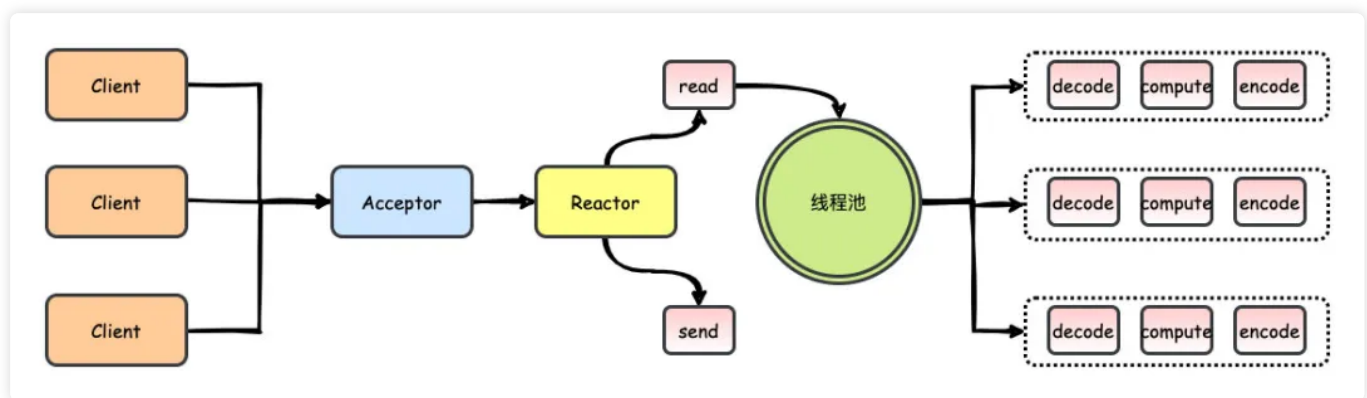 Client
Client
Client
Acceptor
Reactor
read
send
线程池
decode compute encode
decode compute encode
decode compute encode